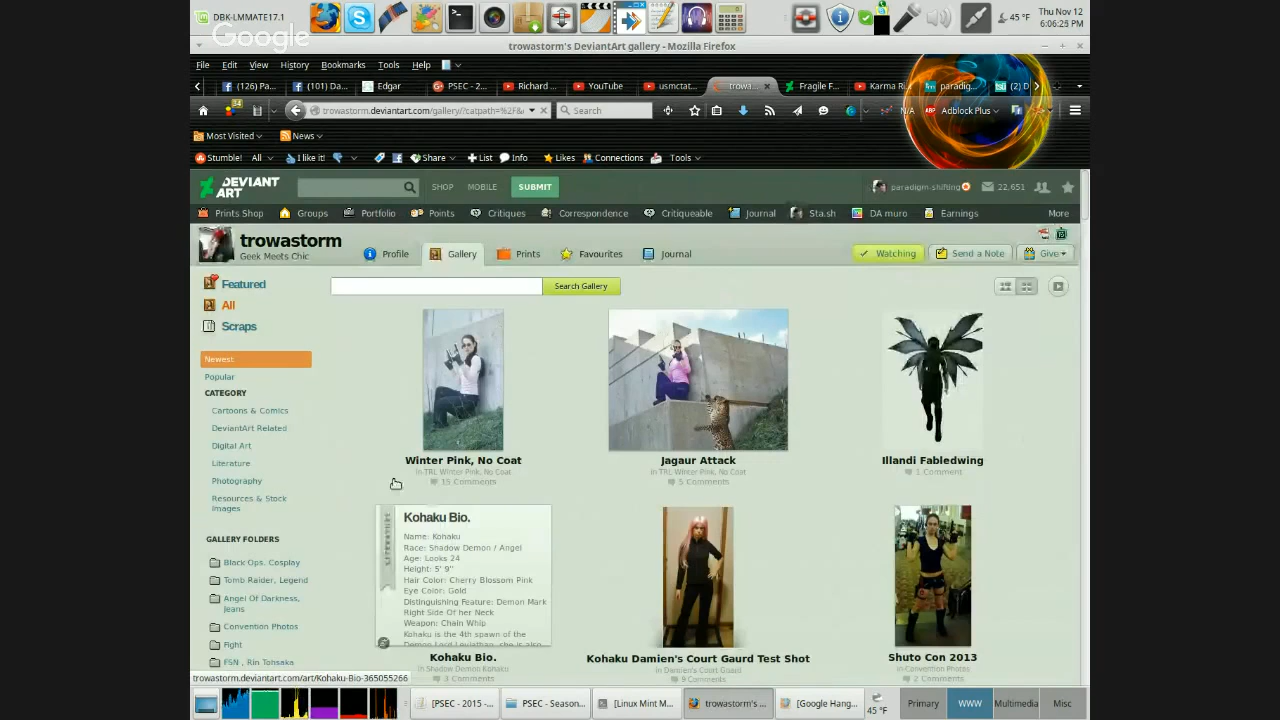 DBK-LMMATE17.1
45 °F
Thu Nov 12
6:06:25 PM
Google
trowastorm's DeviantArt gallery - Mozilla Firefox
File Edit View History Bookmarks Tools Help
(126) Pa...
(101) Da...
Edgar
PSEC - 2...
Richard ...
YouTube
usmctat...
trowa...
Fragile F...
Karma Ri...
paradig...
(2) D
trowastorm.deviantart.com/gallery/?catpath=%2F&
Search
N/A
Adblock Plus
Most Visited
News
Stumble! All I like it! Share List Info Likes Connections Tools
DEVIANT ART
SHOP MOBILE SUBMIT
paradigm-shifting
22,651
Prints Shop Groups Portfolio Points Critiques Correspondence Critiqueable Journal Sta.sh DA muro Earnings More
trowastorm
Geek Meets Chic
Profile Gallery Prints Favourites Journal
Watching Send a Note Give
Featured
All
Scraps
Search Gallery
Newest
Popular
CATEGORY
Cartoons & Comics
DeviantArt Related
Digital Art
Literature
Photography
Resources & Stock
Images
GALLERY FOLDERS
Black Ops. Cosplay
Tomb Raider, Legend
Angel Of Darkness,
Jeans
Convention Photos
Fight
FSN , Rin Tohsaka
Winter Pink, No Coat
in TRL Winter Pink, No Coat
15 Comments
Jagaur Attack
in TRL Winter Pink, No Coat
5 Comments
Illandi Fabledwing
1 Comment
LITERATURE
Kohaku Bio.
Name: Kohaku
Race: Shadow Demon / Angel
Age: Looks 24
Height: 5' 9"
Hair Color: Cherry Blossom Pink
Eye Color: Gold
Distinguishing Feature: Demon Mark
Right Side Of her Neck
Weapon: Chain Whip
Kohaku is the 4th spawn of the
Demon Lord Leviathan, she is also
Kohaku Bio.
in Shadow Demon Kohaku
3 Comments
Kohaku Damien's Court Gaurd Test Shot
in Damien's Court Guard
9 Comments
Shuto Con 2013
in Convention Photos
2 Comments
trowastorm.deviantart.com/art/Kohaku-Bio-365055266
[PSEC - 2015 -...
PSEC - Season...
[Linux Mint M...
trowastorm's ...
[Google Hang...
45 °F
Primary WWW Multimedia Misc